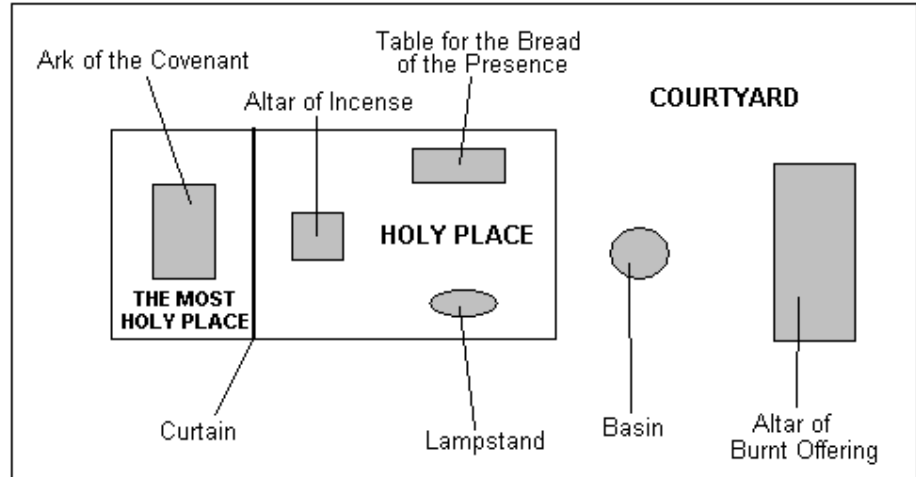 Table for the Bread
of the Presence
Ark of the Covenant
Altar of Incense
COURTYARD
HOLY PLACE
THE MOST
HOLY PLACE
Curtain
Lampstand
Basin
Altar of
Burnt Offering